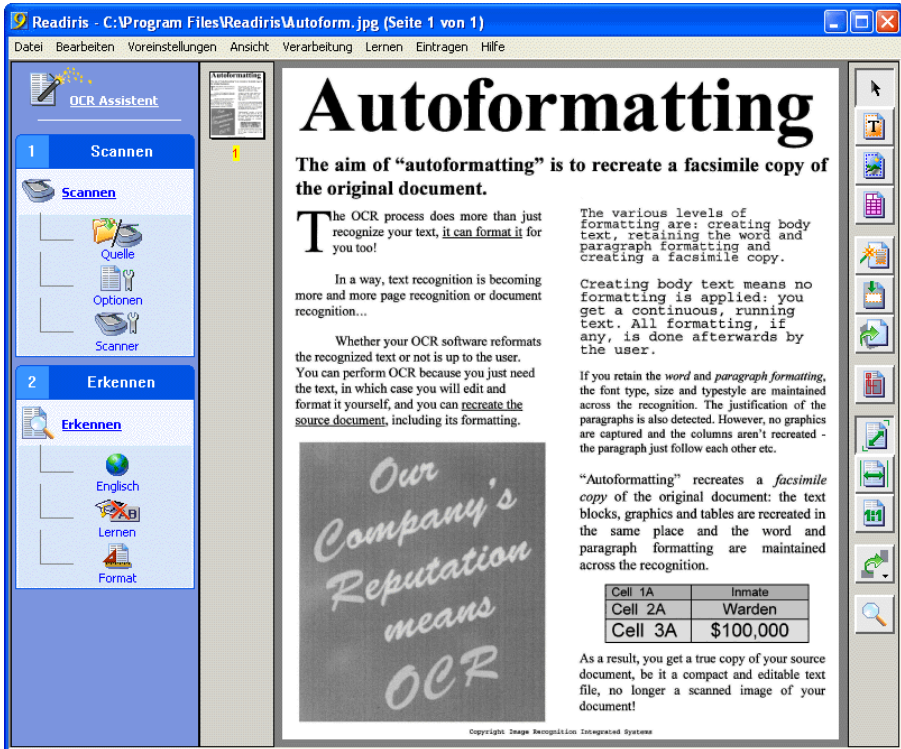 Readiris - C:\Program Files\Readiris\Autoform.jpg (Seite 1 von 1)
Datei Bearbeiten Voreinstellungen Ansicht Verarbeitung Lernen Eintragen Hilfe
OCR Assistent
1 Scannen
Scannen
Quelle
Optionen
Scanner
2 Erkennen
Erkennen
Englisch
Lernen
Format
1
Autoformatting
The aim of “autoformatting” is to recreate a facsimile copy of
the original document.
The OCR process does more than just
recognize your text, it can format it for
you too!
In a way, text recognition is becoming
more and more page recognition or document
recognition...
Whether your OCR software reformats
the recognized text or not is up to the user.
You can perform OCR because you just need
the text, in which case you will edit and
format it yourself, and you can recreate the
source document, including its formatting.
Our
Company's
Reputation
means
OCR
The various levels of
formatting are: creating body
text, retaining the word and
paragraph formatting and
creating a facsimile copy.
Creating body text means no
formatting is applied: you
get a continuous, running
text. All formatting, if
any, is done afterwards by
the user.
If you retain the word and paragraph formatting,
the font type, size and typestyle are maintained
across the recognition. The justification of the
paragraphs is also detected. However, no graphics
are captured and the columns aren't recreated -
the paragraph just follow each other etc.
“Autoformatting” recreates a facsimile
copy of the original document: the text
blocks, graphics and tables are recreated in
the same place and the word and
paragraph formatting are maintained
across the recognition.
Cell 1A Inmate
Cell 2A Warden
Cell 3A $100,000
As a result, you get a true copy of your source
document, be it a compact and editable text
file, no longer a scanned image of your
document!
Copyright Image Recognition Integrated Systems
1:1